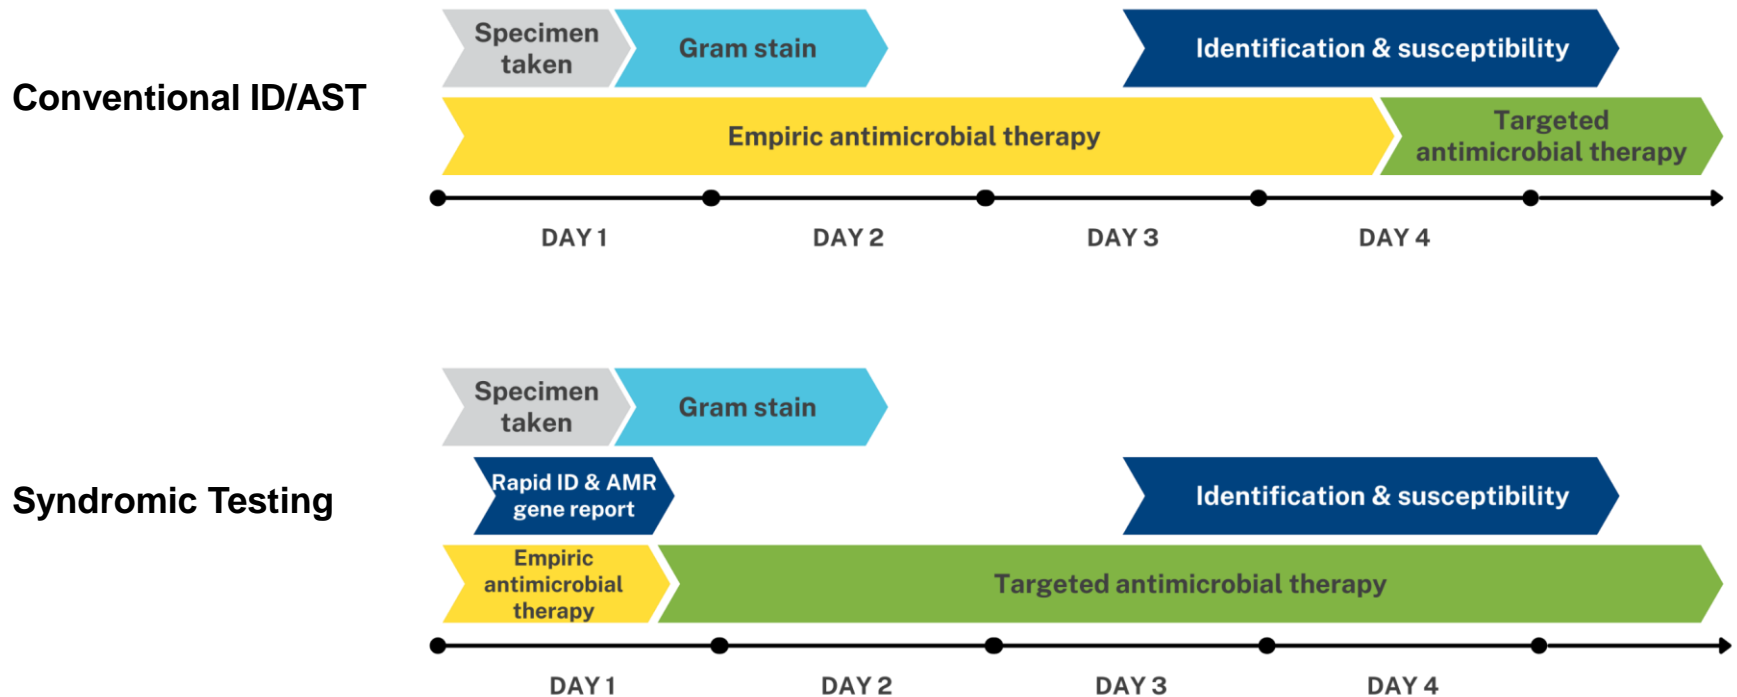 Conventional ID/AST
Specimen
taken
Gram stain
Identification & susceptibility
Empiric antimicrobial therapy
Targeted
antimicrobial therapy
DAY 1
DAY 2
DAY 3
DAY 4
Syndromic Testing
Specimen
taken
Gram stain
Rapid ID & AMR
gene report
Identification & susceptibility
Empiric
antimicrobial
therapy
Targeted antimicrobial therapy
DAY 1
DAY 2
DAY 3
DAY 4